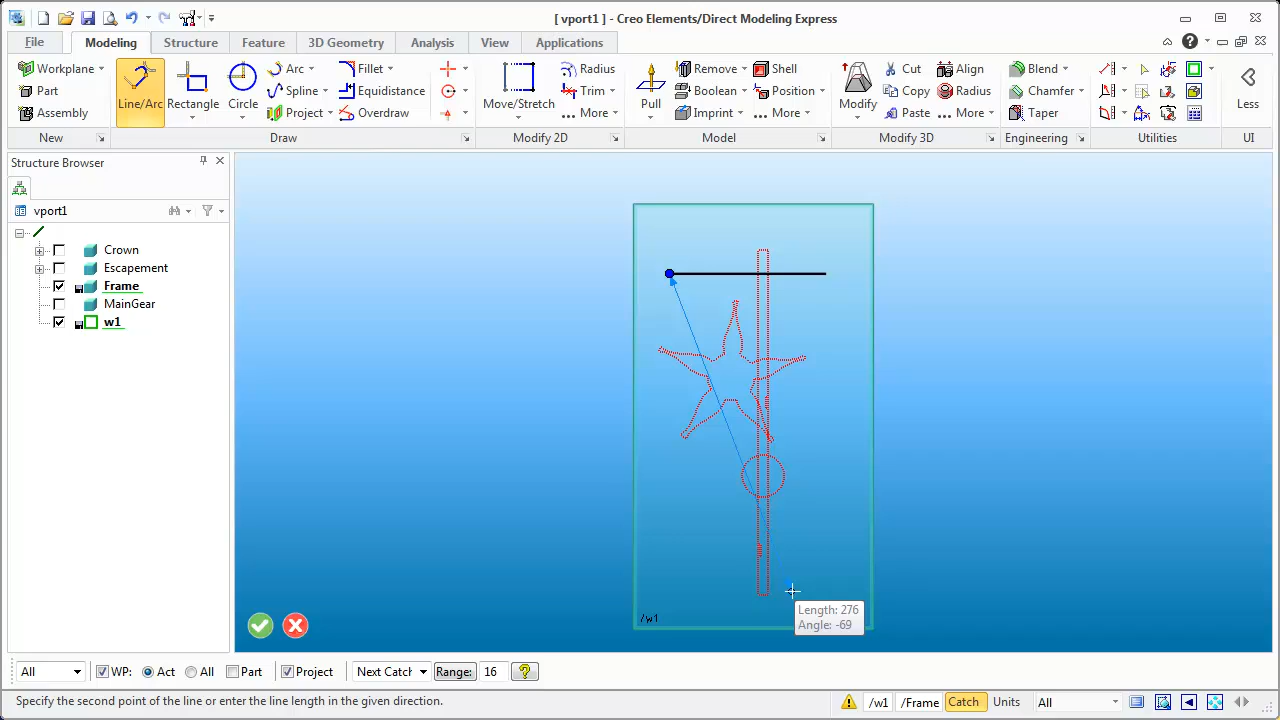 [ vport1 ] - Creo Elements/Direct Modeling Express
File Modeling Structure Feature 3D Geometry Analysis View Applications
Workplane Line/Arc Rectangle Circle Arc Fillet Move/Stretch Radius Pull Remove Shell Modify Cut Align Blend Less
Part Spline Equidistance Trim Boolean Position Copy Radius Chamfer
Assembly Project Overdraw More Imprint More Paste More Taper
New Draw Modify 2D Model Modify 3D Engineering Utilities UI
Structure Browser
vport1
Crown
Escapement
Frame
MainGear
w1
Length: 276
Angle: -69
/w1
All WP: Act All Part Project Next Catch Range: 16
Specify the second point of the line or enter the line length in the given direction. /w1 /Frame Catch Units All